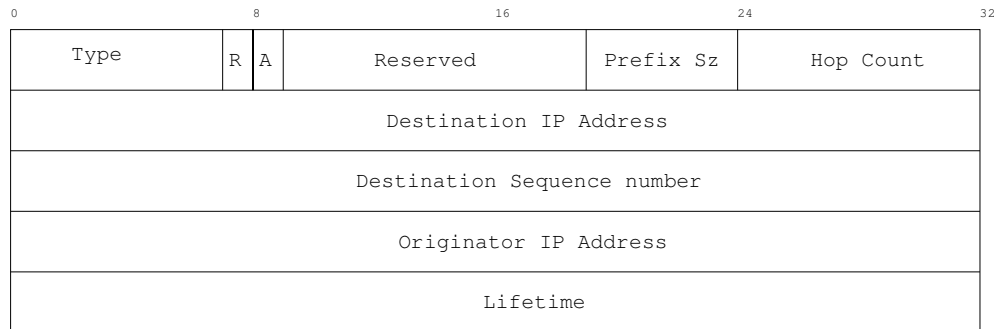 0 8 16 24 32
Type R A Reserved Prefix Sz Hop Count
Destination IP Address
Destination Sequence number
Originator IP Address
Lifetime